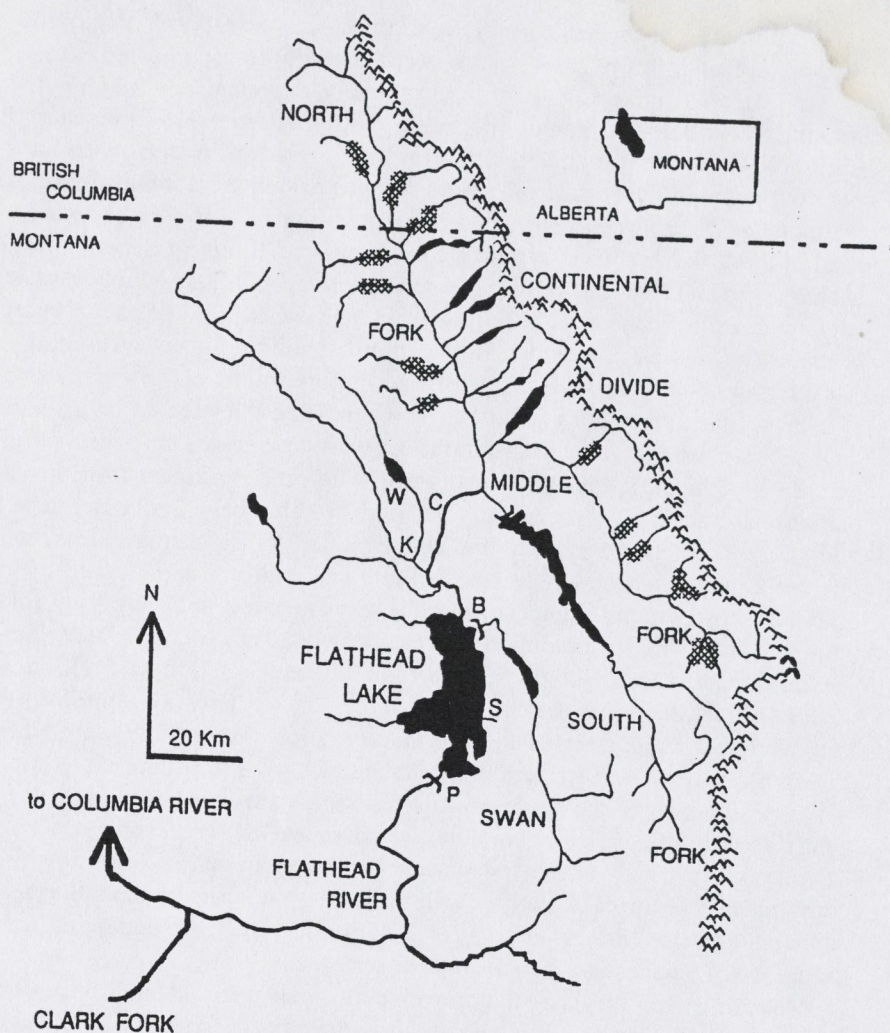 NORTH
BRITISH
COLUMBIA
MONTANA
ALBERTA
MONTANA
CONTINENTAL
FORK
DIVIDE
MIDDLE
W
C
K
N
B
FORK
FLATHEAD
LAKE
S
SOUTH
20 Km
P
to COLUMBIA RIVER
SWAN
FORK
FLATHEAD
RIVER
CLARK FORK